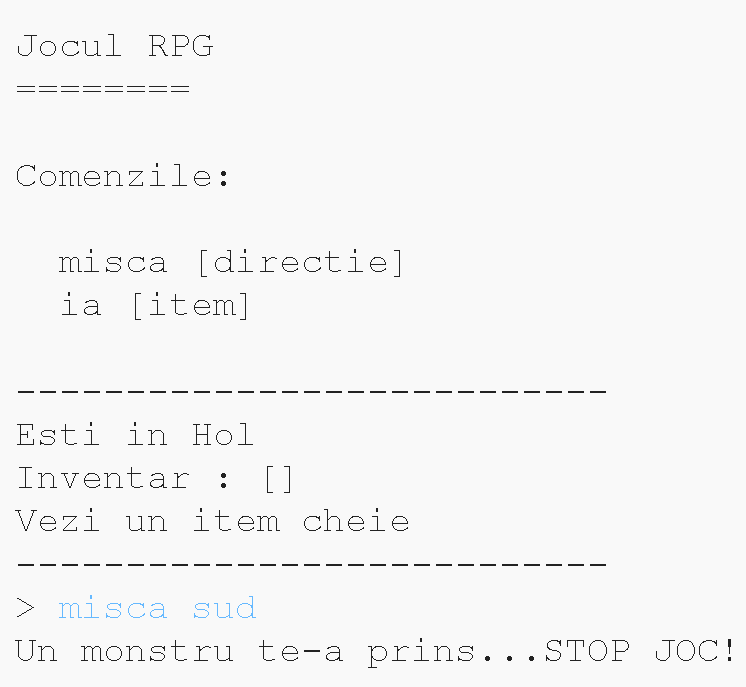 Jocul RPG
========
Comenzile:
misca [directie]
ia [item]
---------------------------
Esti in Hol
Inventar : []
Vezi un item cheie
---------------------------
> misca sud
Un monstru te-a prins...STOP JOC!